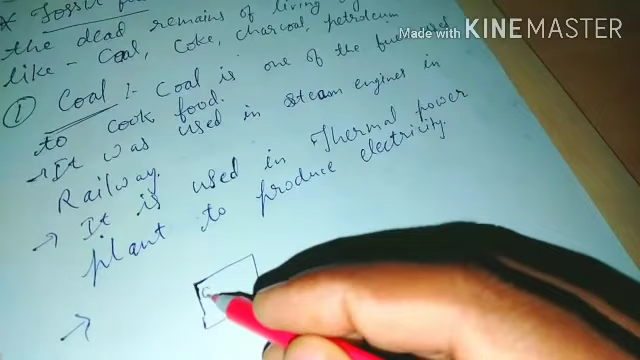 Made with KINEMASTER
* Fossil
the dead remains of living
like - Coal, Coke, charcoal, petroleum
① Coal :- Coal is one of the fuel used
to cook food.
→ It was used in steam engines in
Railway.
→ It is used in Thermal power
plant to produce electricity.
→